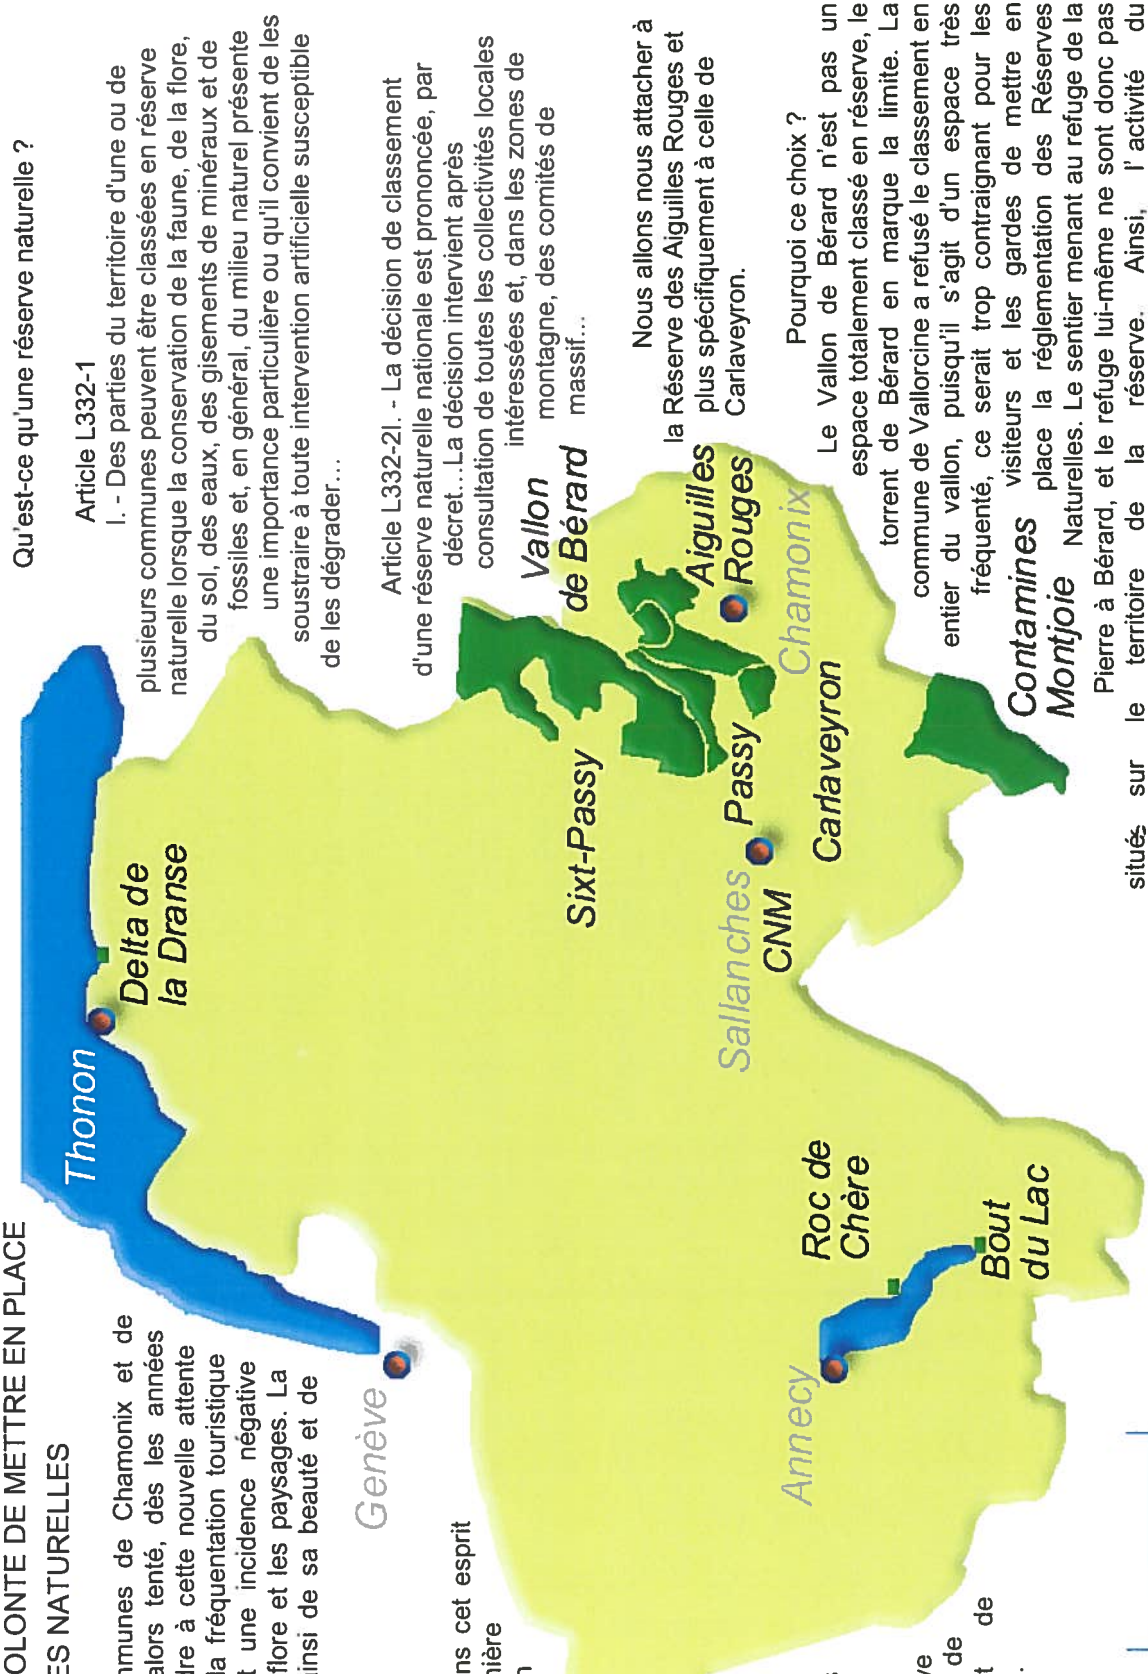 OLONTE DE METTRE EN PLACE
ES NATURELLES
mmunes de Chamonix et de
alors tenté, dès les années
dre à cette nouvelle attente
la fréquentation touristique
t une incidence négative
flore et les paysages. La
insi de sa beauté et de
ns cet esprit
nière
de
de
Thonon
Delta de
la Dranse
Genève
Annecy
Roc de
Chère
Bout
du Lac
Sixt-Passy
Sallanches
CNM
Passy
Carlaveyron
Vallon
de Bérard
Aiguilles
Rouges
Chamonix
Contamines
Montjoie
Qu'est-ce qu'une réserve naturelle ?
Article L332-1
I. - Des parties du territoire d'une ou de
plusieurs communes peuvent être classées en réserve
naturelle lorsque la conservation de la faune, de la flore,
du sol, des eaux, des gisements de minéraux et de
fossiles et, en général, du milieu naturel présente
une importance particulière ou qu'il convient de les
soustraire à toute intervention artificielle susceptible
de les dégrader...
Article L332-2I. - La décision de classement
d'une réserve naturelle nationale est prononcée, par
décret...La décision intervient après
consultation de toutes les collectivités locales
intéressées et, dans les zones de
montagne, des comités de
massif...
Nous allons nous attacher à
la Réserve des Aiguilles Rouges et
plus spécifiquement à celle de
Carlaveyron.
Pourquoi ce choix ?
Le Vallon de Bérard n'est pas un
espace totalement classé en réserve, le
torrent de Bérard en marque la limite. La
commune de Vallorcine a refusé le classement en
entier du vallon, puisqu'il s'agit d'un espace très
fréquenté, ce serait trop contraignant pour les
visiteurs et les gardes de mettre en
place la réglementation des Réserves
Naturelles. Le sentier menant au refuge de la
Pierre à Bérard, et le refuge lui-même ne sont donc pas
situés sur le territoire de la réserve. Ainsi, l'activité du